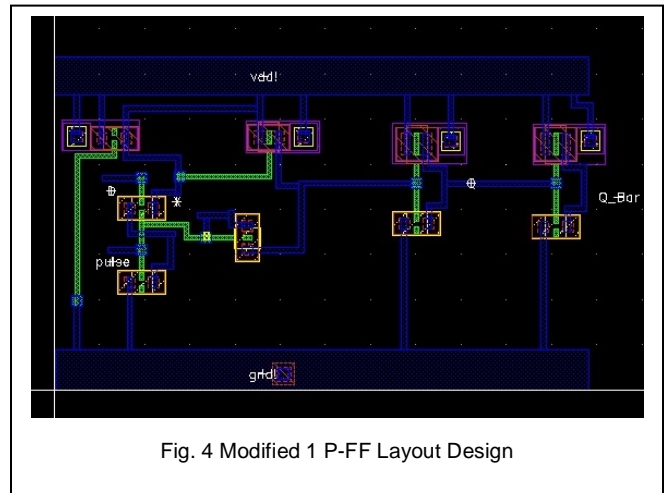 vdd!
D
X
Q
Q_Bar
pulse
gnd!
Fig. 4 Modified 1 P-FF Layout Design